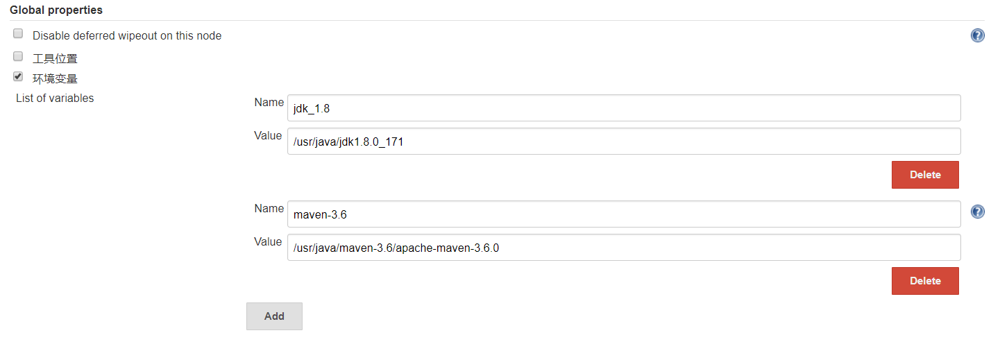 Global properties
Disable deferred wipeout on this node
工具位置
环境变量
List of variables
Name jdk_1.8
Value /usr/java/jdk1.8.0_171
Delete
Name maven-3.6
Value /usr/java/maven-3.6/apache-maven-3.6.0
Delete
Add